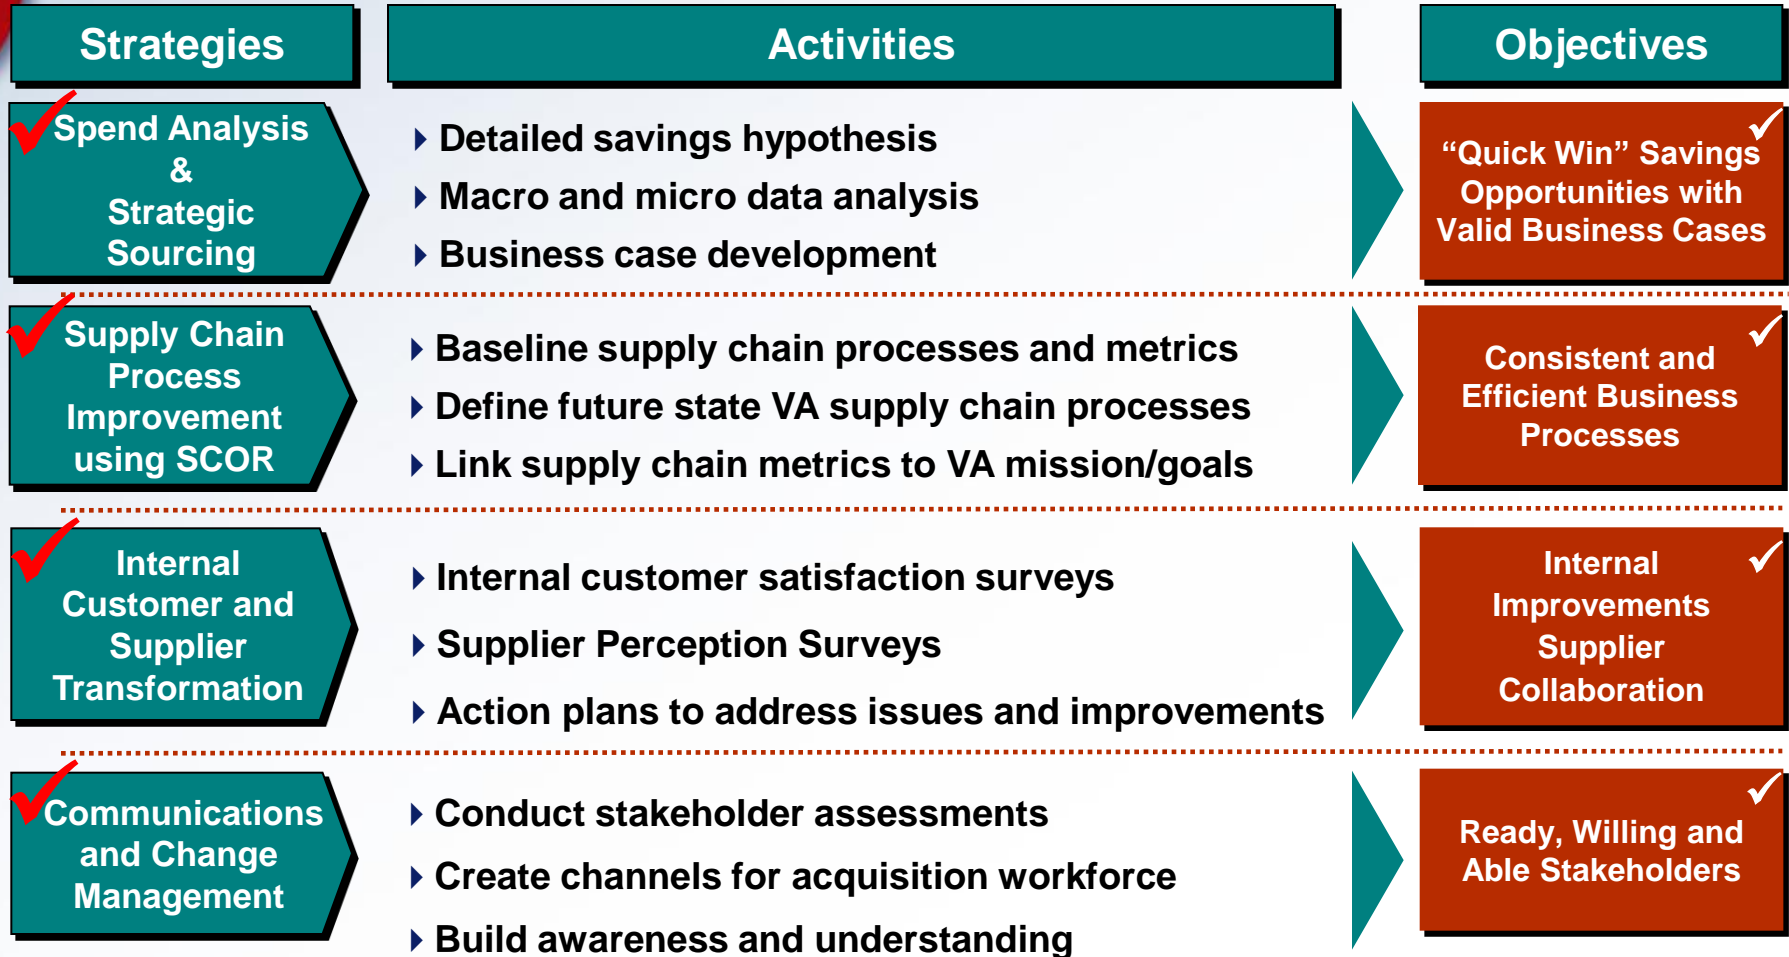 Strategies
Activities
Objectives
Spend Analysis
&
Strategic
Sourcing
Detailed savings hypothesis
Macro and micro data analysis
Business case development
“Quick Win” Savings
Opportunities with
Valid Business Cases
Supply Chain
Process
Improvement
using SCOR
Baseline supply chain processes and metrics
Define future state VA supply chain processes
Link supply chain metrics to VA mission/goals
Consistent and
Efficient Business
Processes
Internal
Customer and
Supplier
Transformation
Internal customer satisfaction surveys
Supplier Perception Surveys
Action plans to address issues and improvements
Internal
Improvements
Supplier
Collaboration
Communications
and Change
Management
Conduct stakeholder assessments
Create channels for acquisition workforce
Build awareness and understanding
Ready, Willing and
Able Stakeholders